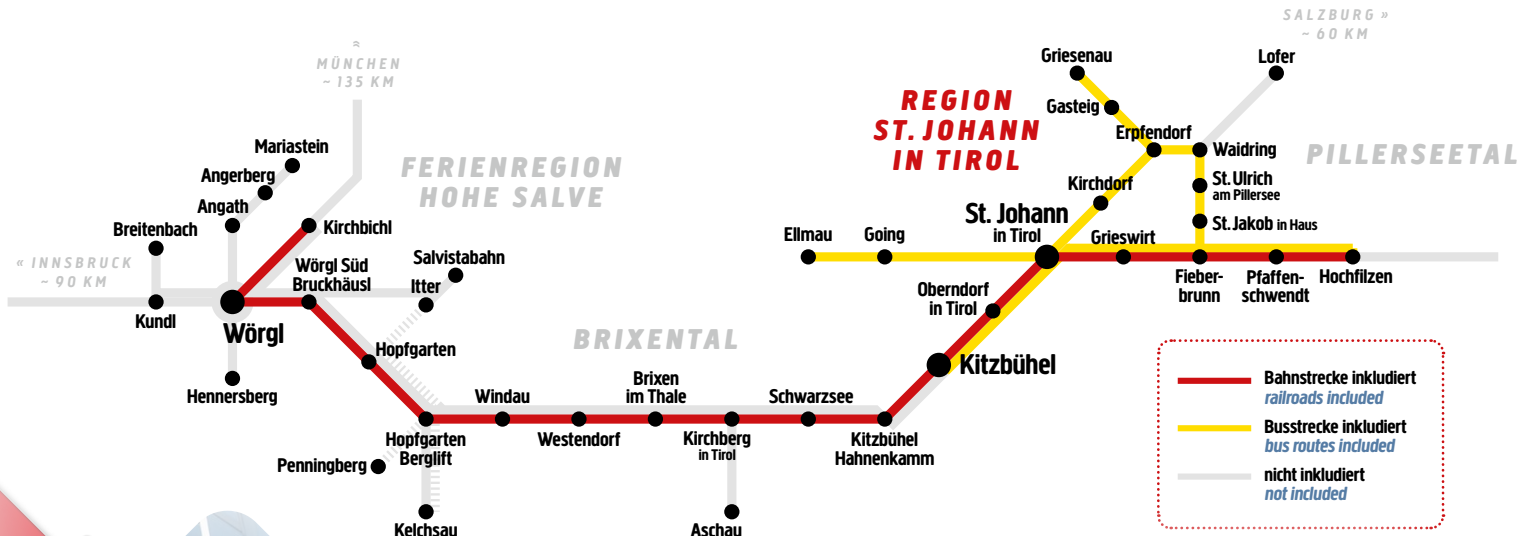 SALZBURG »
~ 60 KM
MÜNCHEN
~ 135 KM
Griesenau
Lofer
REGION
ST. JOHANN
IN TIROL
Gasteig
Erpfendorf
Waidring
PILLERSEETAL
Mariastein
Angerberg
Angath
FERIENREGION
HOHE SALVE
Kirchdorf
St. Ulrich
am Pillersee
Breitenbach
Kirchbichl
St. Johann
in Tirol
St. Jakob in Haus
Ellmau
Going
Grieswirt
« INNSBRUCK
~ 90 KM
Wörgl Süd
Bruckhäusl
Salvistabahn
Itter
Fieber-
brunn
Pfaffen-
schwendt
Hochfilzen
Oberndorf
in Tirol
Kundl
Wörgl
BRIXENTAL
Hopfgarten
Kitzbühel
Hennersberg
Windau
Brixen
im Thale
Schwarzsee
Hopfgarten
Berglift
Westendorf
Kirchberg
in Tirol
Kitzbühel
Hahnenkamm
Penningberg
Kelchsau
Aschau
Bahnstrecke inkludiert
railroads included
Busstrecke inkludiert
bus routes included
nicht inkludiert
not included